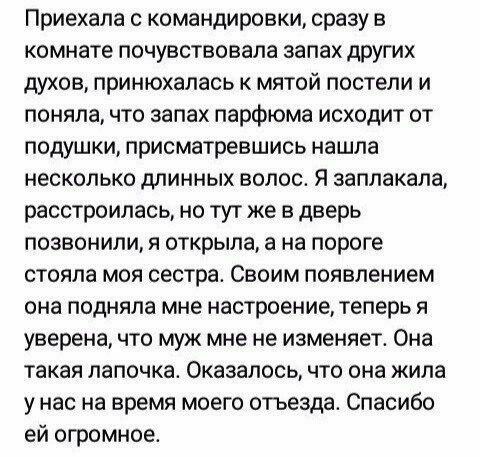 Приехала с командировки, сразу в
комнате почувствовала запах других
духов, принюхалась к мятой постели и
поняла, что запах парфюма исходит от
подушки, присматревшись нашла
несколько длинных волос. Я заплакала,
расстроилась, но тут же в дверь
позвонили, я открыла, а на пороге
стояла моя сестра. Своим появлением
она подняла мне настроение, теперь я
уверена, что муж мне не изменяет. Она
такая лапочка. Оказалось, что она жила
у нас на время моего отъезда. Спасибо
ей огромное.